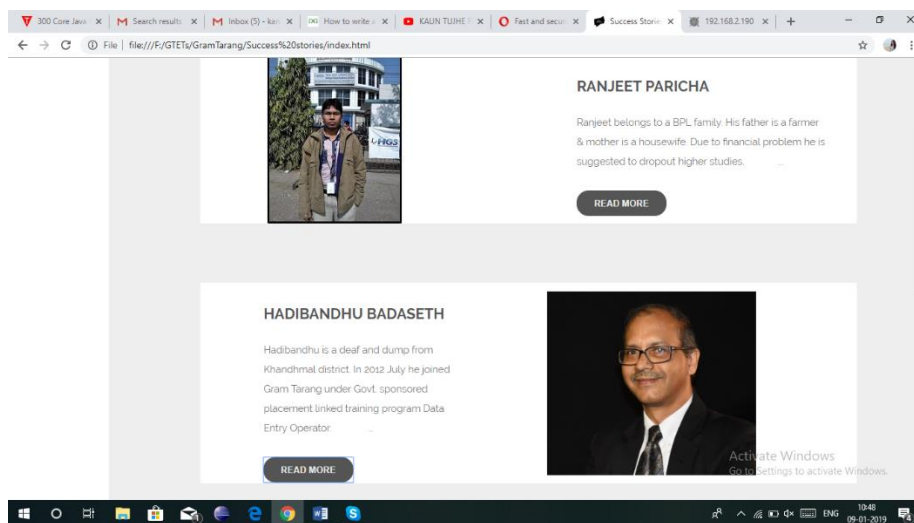 300 Core Java
Search results
Inbox (5) - kan
How to write a
KAUN TUJHE
Fast and secur
Success Storie
192.168.2.190
File | file:///F:/GTETs/GramTarang/Success%20stories/index.html
HGS
RANJEET PARICHA
Ranjeet belongs to a BPL family. His father is a farmer
& mother is a housewife. Due to financial problem he is
suggested to dropout higher studies. ...
READ MORE
HADIBANDHU BADASETH
Hadibandhu is a deaf and dump from
Khandhmal district. In 2012 July he joined
Gram Tarang under Govt. sponsored
placement linked training program Data
Entry Operator ...
READ MORE
Activate Windows
Go to Settings to activate Windows.
ENG
10:48
09-01-2019